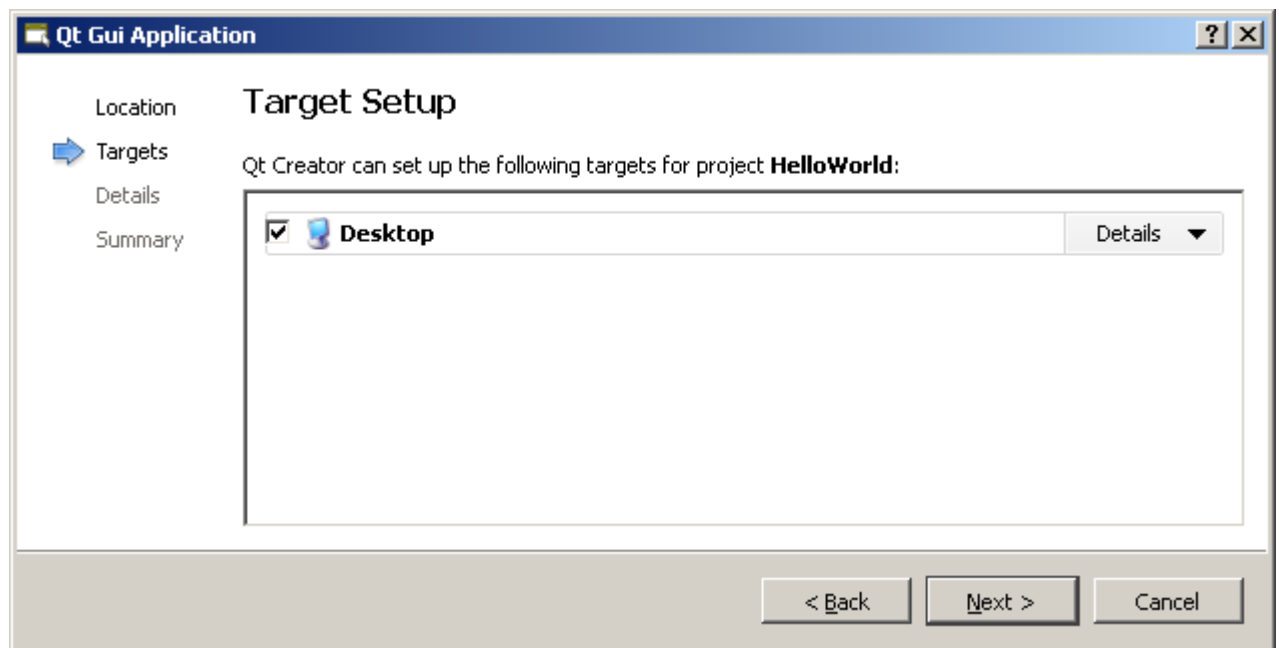 Qt Gui Application
Location
Targets
Details
Summary
Target Setup
Qt Creator can set up the following targets for project HelloWorld:
Desktop
Details
< Back
Next >
Cancel